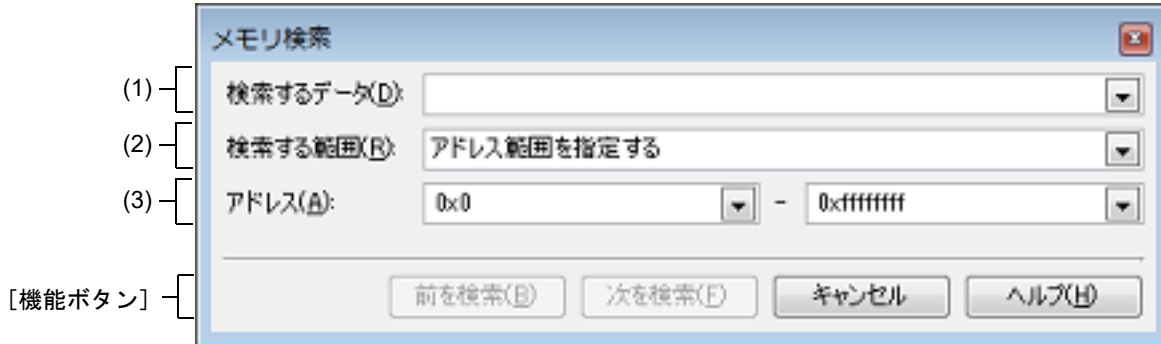 メモリ検索
(1) 検索するデータ(D):
(2) 検索する範囲(R): アドレス範囲を指定する
(3) アドレス(A): 0x0 - 0xffffffff
[機能ボタン] 前を検索(B) 次を検索(F) キャンセル ヘルプ(H)